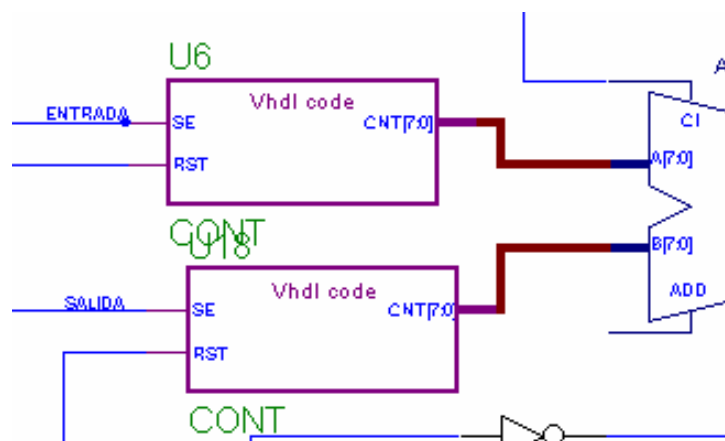 U6
Vhdl code
ENTRADA
SE
CNT[7:0]
RST
A
CI
A[7:0]
CONT
U18
B[7:0]
Vhdl code
SALIDA
SE
CNT[7:0]
ADD
RST
CONT